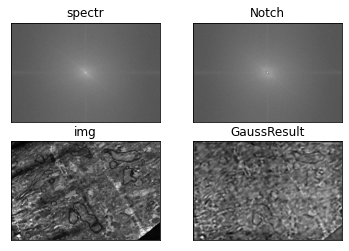 spectr
Notch
img
GaussResult